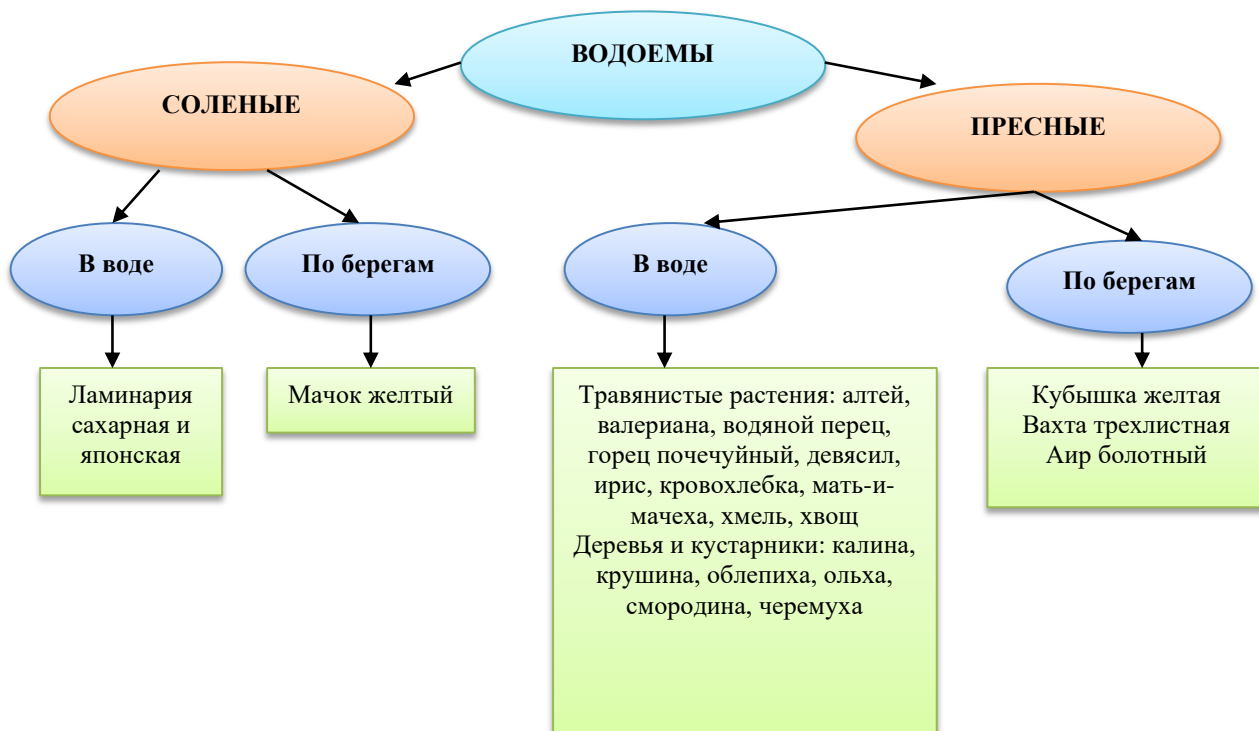 ВОДОЕМЫ
СОЛЕНЫЕ
ПРЕСНЫЕ
В воде
По берегам
В воде
По берегам
Ламинария
сахарная и
японская
Мачок желтый
Травянистые растения: алтей,
валериана, водяной перец,
горец почечуйный, девясил,
ирис, кровохлебка, мать-и-
мачеха, хмель, хвощ
Деревья и кустарники: калина,
крушина, облепиха, ольха,
смородина, черемуха
Кубышка желтая
Вахта трехлистная
Аир болотный